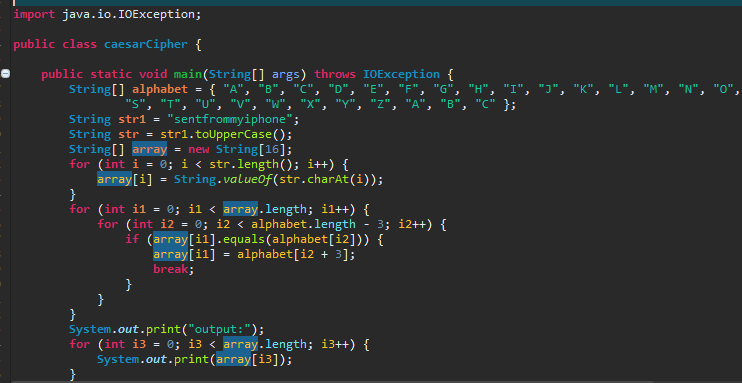 import java.io.IOException;
public class caesarCipher {
public static void main(String[] args) throws IOException {
String[] alphabet = { "A", "B", "C", "D", "E", "F", "G", "H", "I", "J", "K", "L", "M", "N", "O",
"S", "T", "U", "V", "W", "X", "Y", "Z", "A", "B", "C" };
String str1 = "sentfrommyiphone";
String str = str1.toUpperCase();
String[] array = new String[16];
for (int i = 0; i < str.length(); i++) {
array[i] = String.valueOf(str.charAt(i));
}
for (int i1 = 0; i1 < array.length; i1++) {
for (int i2 = 0; i2 < alphabet.length - 3; i2++) {
if (array[i1].equals(alphabet[i2])) {
array[i1] = alphabet[i2 + 3];
break;
}
}
}
System.out.print("output:");
for (int i3 = 0; i3 < array.length; i3++) {
System.out.print(array[i3]);
}